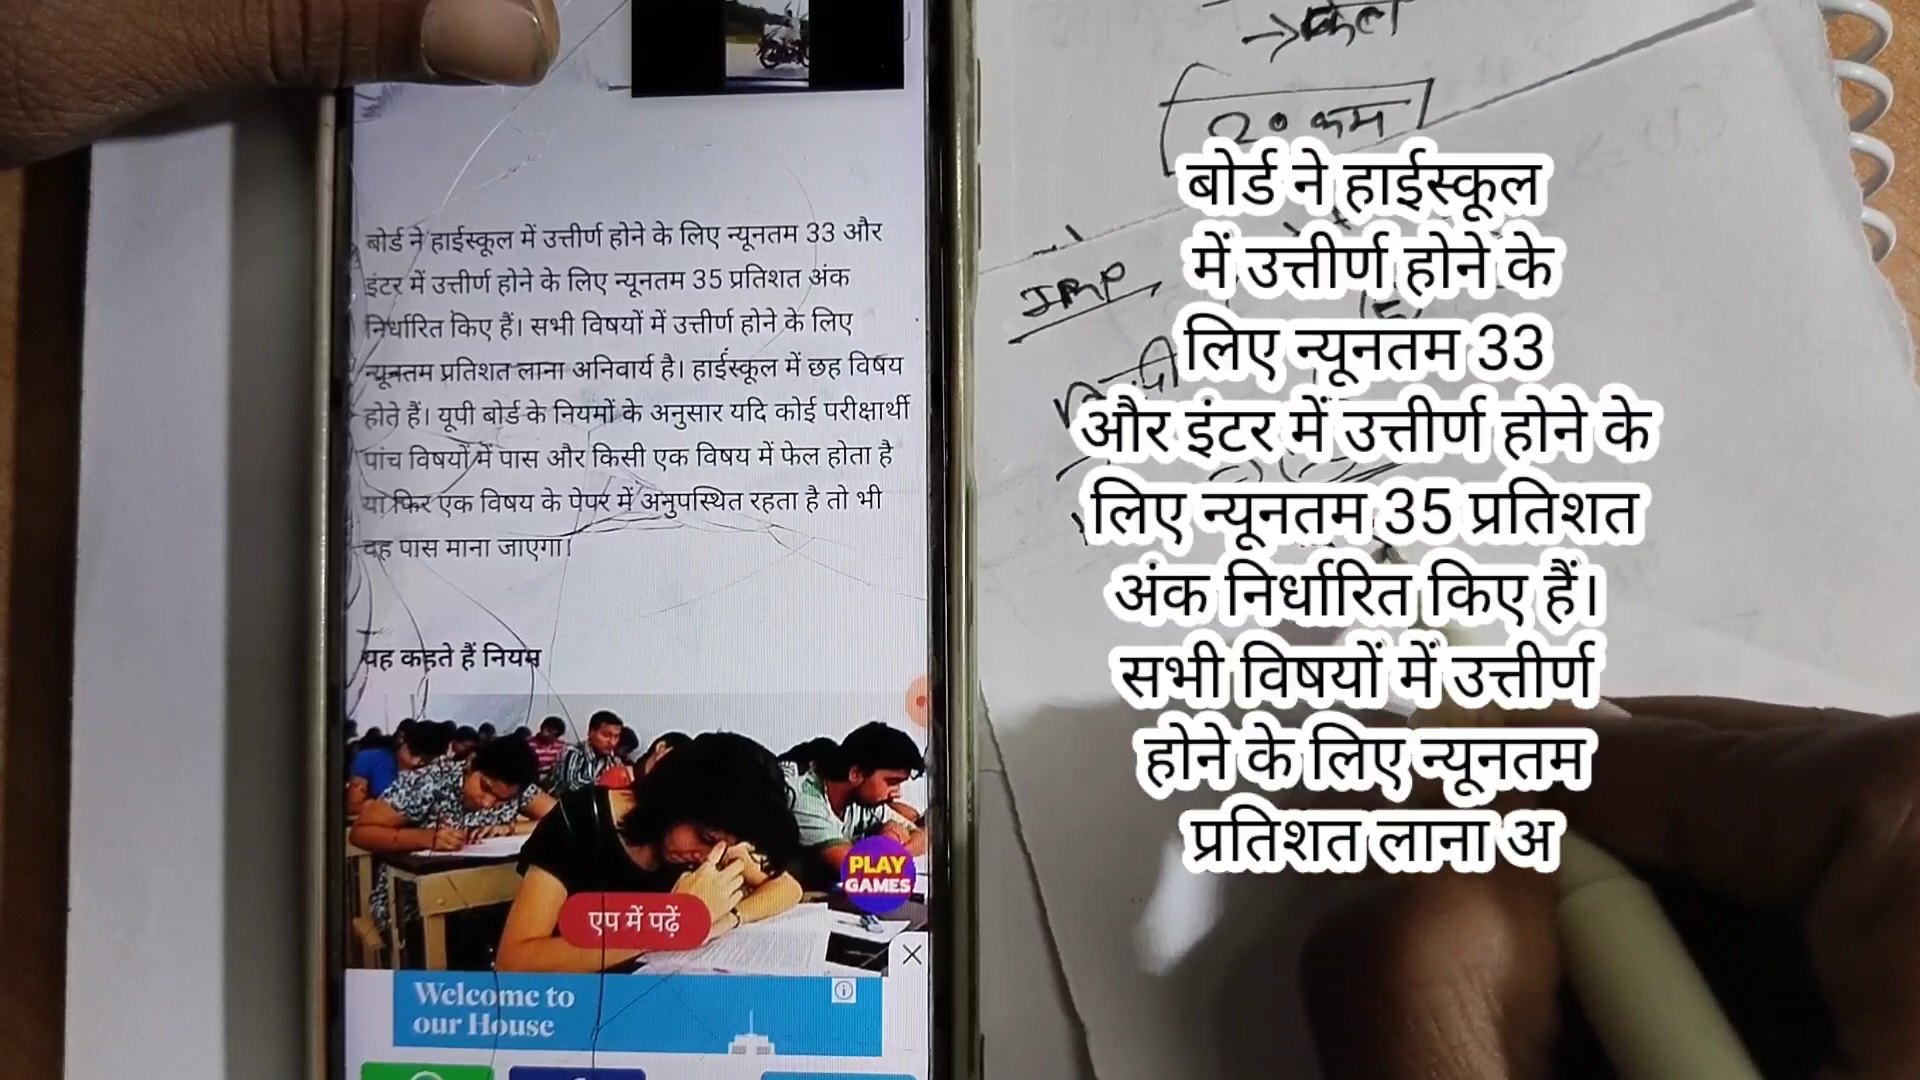 बोर्ड ने हाईस्कूल में उत्तीर्ण होने के लिए न्यूनतम 33 और
इंटर में उत्तीर्ण होने के लिए न्यूनतम 35 प्रतिशत अंक
निर्धारित किए हैं। सभी विषयों में उत्तीर्ण होने के लिए
न्यूनतम प्रतिशत लाना अनिवार्य है। हाईस्कूल में छह विषय
होते हैं। यूपी बोर्ड के नियमों के अनुसार यदि कोई परीक्षार्थी
पांच विषयों में पास और किसी एक विषय में फेल होता है
या फिर एक विषय के पेपर में अनुपस्थित रहता है तो भी
वह पास माना जाएगा।
यह कहते हैं नियम
PLAY
GAMES
एप में पढ़ें
Welcome to
our House
२० कम
बोर्ड ने हाईस्कूल
में उत्तीर्ण होने के
लिए न्यूनतम 33
और इंटर में उत्तीर्ण होने के
लिए न्यूनतम 35 प्रतिशत
अंक निर्धारित किए हैं।
सभी विषयों में उत्तीर्ण
होने के लिए न्यूनतम
प्रतिशत लाना अ